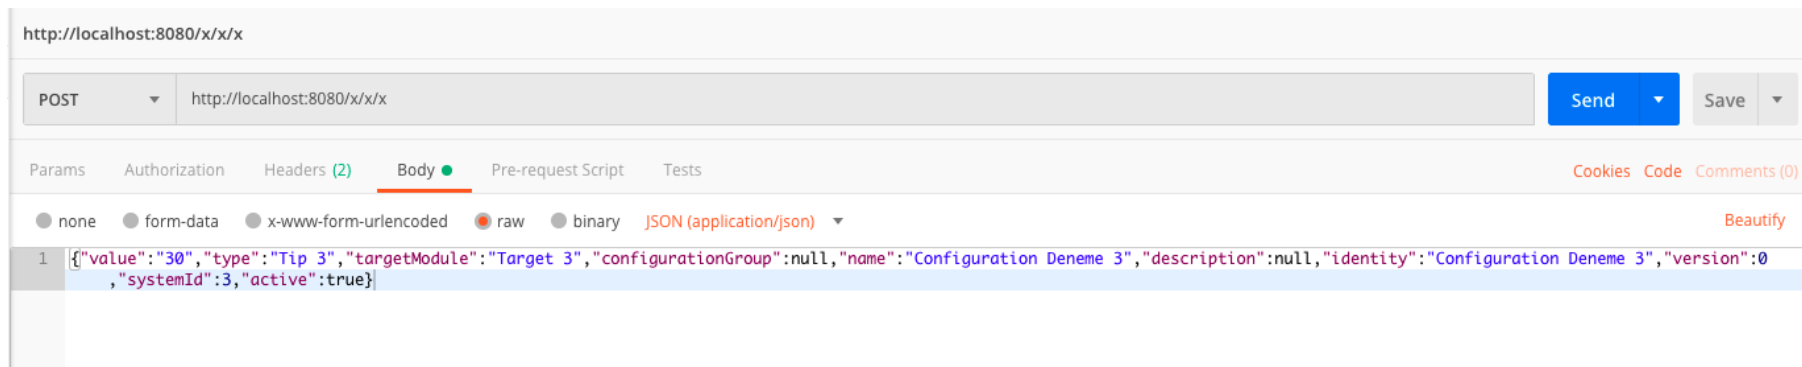 http://localhost:8080/x/x/x
POST http://localhost:8080/x/x/x Send Save
Params Authorization Headers (2) Body Pre-request Script Tests Cookies Code Comments (0)
none form-data x-www-form-urlencoded raw binary JSON (application/json) Beautify
1 {"value":"30","type":"Tip 3","targetModule":"Target 3","configurationGroup":null,"name":"Configuration Deneme 3","description":null,"identity":"Configuration Deneme 3","version":0
,"systemId":3,"active":true}